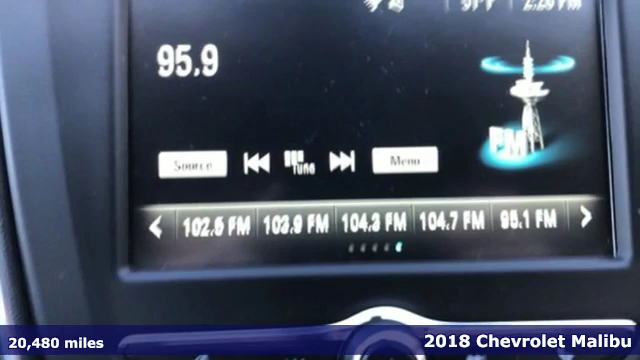 95.9
FM
Source Tune Menu
102.5 FM 103.9 FM 104.3 FM 104.7 FM 95.1 FM
20,480 miles 2018 Chevrolet Malibu